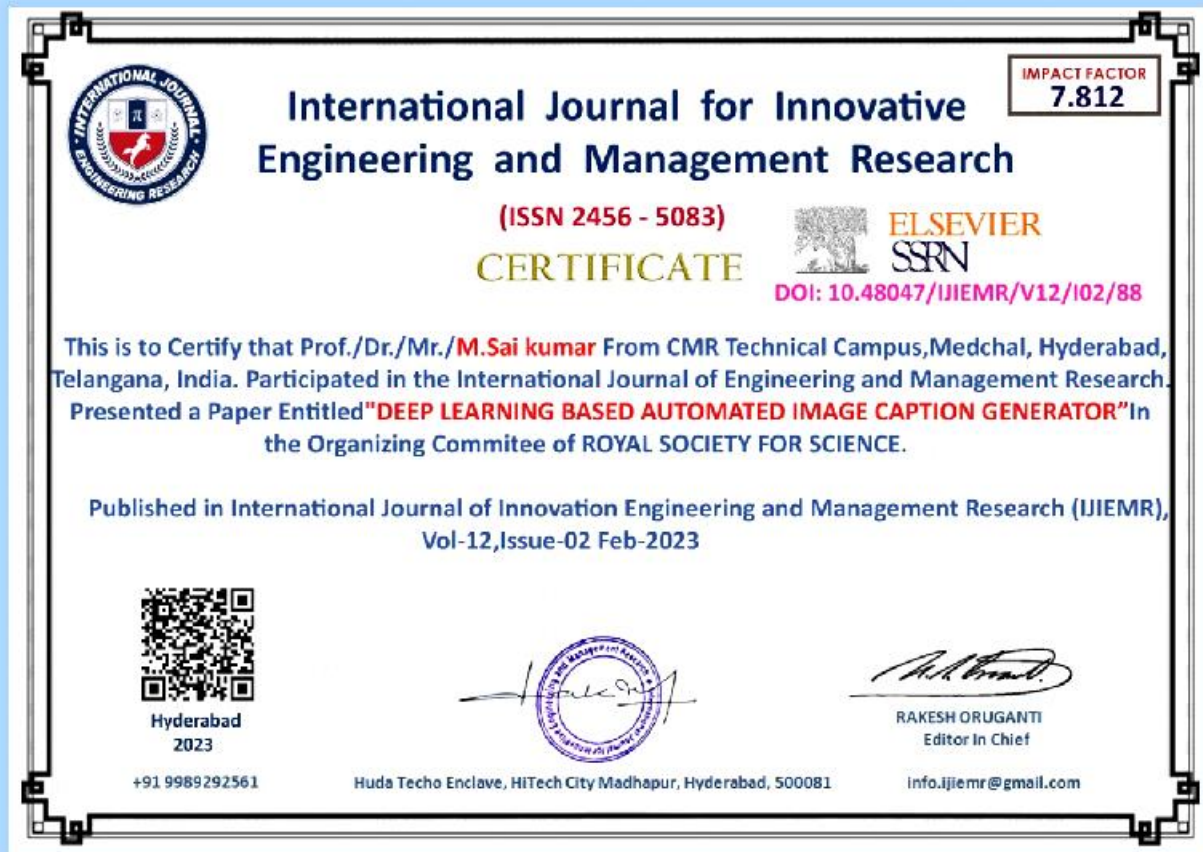 INTERNATIONAL JOURNAL
ENGINEERING RESEARCH
π
IMPACT FACTOR
7.812
International Journal for Innovative
Engineering and Management Research
(ISSN 2456 - 5083)
ELSEVIER
SSRN
CERTIFICATE
DOI: 10.48047/IJIEMR/V12/I02/88
This is to Certify that Prof./Dr./Mr./M.Sai kumar From CMR Technical Campus,Medchal, Hyderabad,
Telangana, India. Participated in the International Journal of Engineering and Management Research.
Presented a Paper Entitled"DEEP LEARNING BASED AUTOMATED IMAGE CAPTION GENERATOR"In
the Organizing Commitee of ROYAL SOCIETY FOR SCIENCE.
Published in International Journal of Innovation Engineering and Management Research (IJIEMR),
Vol-12,Issue-02 Feb-2023
Hyderabad
2023
RAKESH ORUGANTI
Editor In Chief
+91 9989292561
Huda Techo Enclave, HiTech City Madhapur, Hyderabad, 500081
info.ijiemr@gmail.com